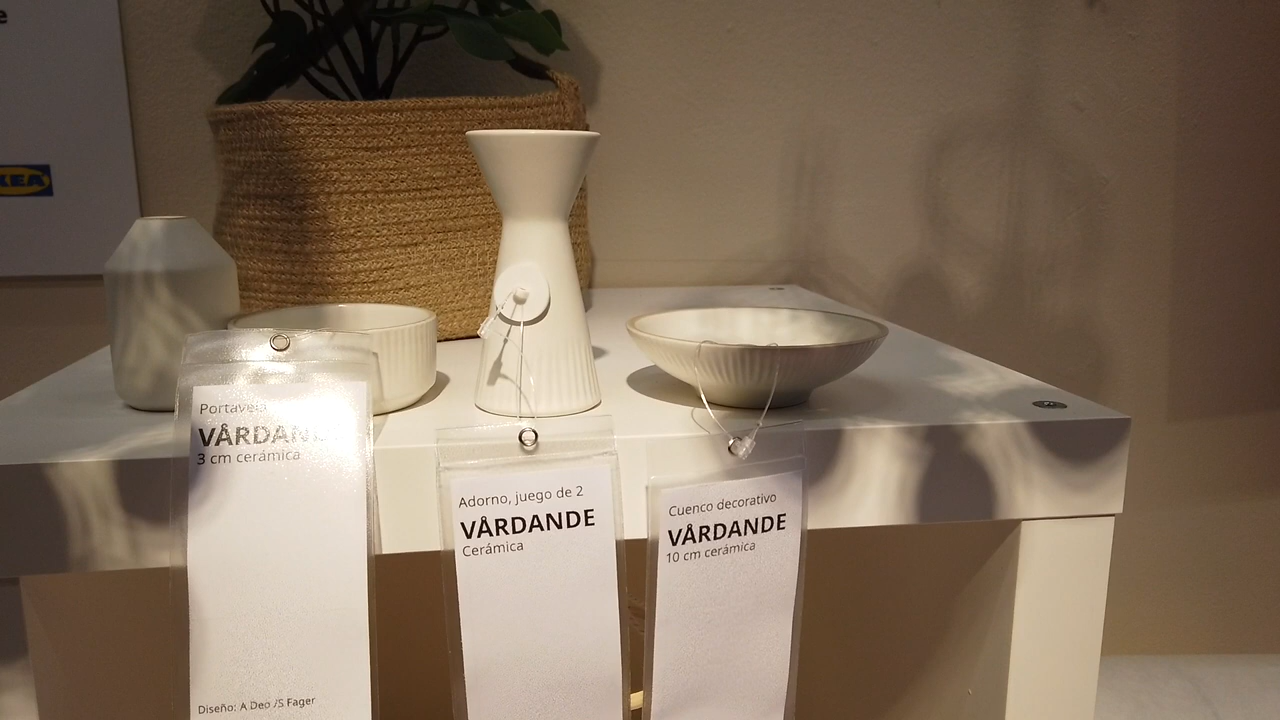 Portavela
VÅRDANDE
3 cm cerámica
Diseño: A Deo /S Fager
Adorno, juego de 2
VÅRDANDE
Cerámica
Cuenco decorativo
VÅRDANDE
10 cm cerámica